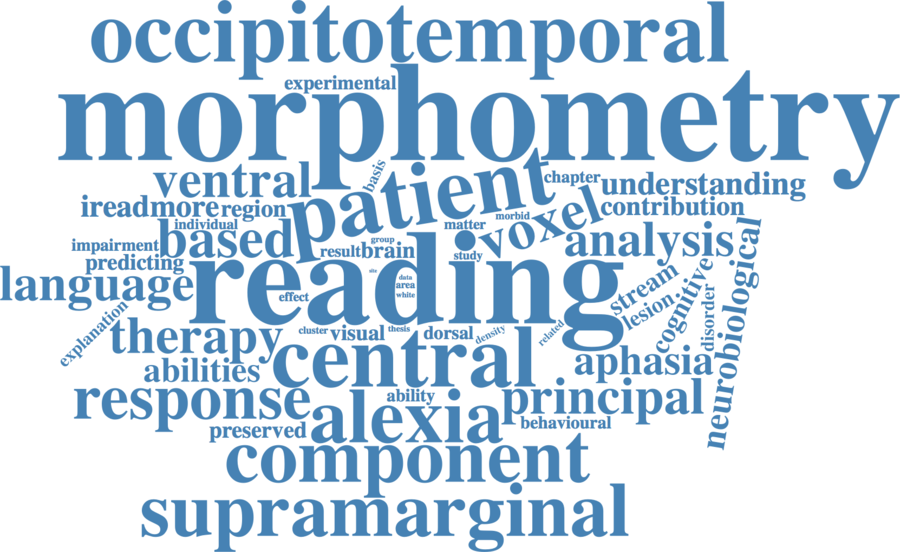 occipitotemporal
experimental
morphometry
ventral
basis
patient
chapter
understanding
ireadmore
region
individual
morbid
matter
voxel
contribution
impairment
based
group
result
brain
study
analysis
predicting
language
reading
site
data
area
white
effect
stream
lesion
cognitive
disorder
neurobiological
explanation
therapy
cluster
visual
thesis
dorsal
density
related
central
aphasia
abilities
response
ability
principal
alexia
preserved
behavioural
component
supramarginal